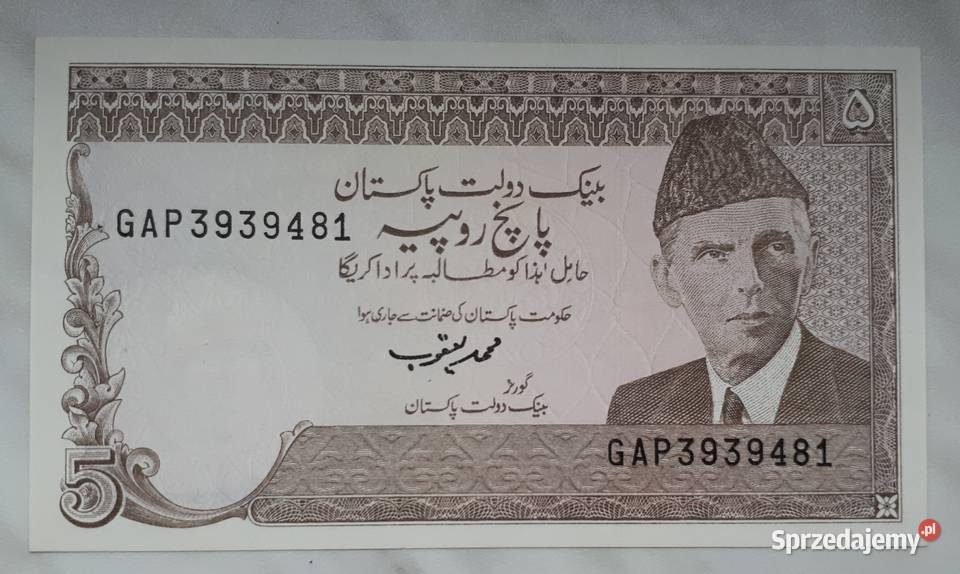 ۵
بینک دولت پاکستان
پانچ روپیہ
GAP3939481
حامل ہٰذا کو مطالبہ پر ادا کریگا
حکومت پاکستان کی ضمانت سے جاری ہوا
محمد یعقوب
گورنر
بینک دولت پاکستان
GAP3939481
5
Sprzedajemy.pl